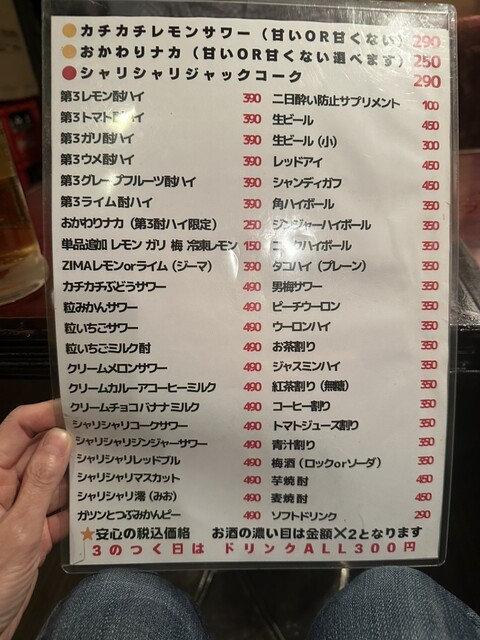 カチカチレモンサワー（甘いOR甘くない） 290
おかわりナカ（甘いOR甘くない選べます） 250
シャリシャリジャックコーク 290
第3レモン酎ハイ 390
第3トマト酎ハイ 390
第3ガリ酎ハイ 390
第3ウメ酎ハイ 390
第3グレープフルーツ酎ハイ 390
第3ライム酎ハイ 390
おかわりナカ（第3酎ハイ限定） 250
単品追加 レモン ガリ 梅 冷凍レモン 150
ZIMAレモンorライム（ジーマ） 390
カチカチぶどうサワー 490
粒みかんサワー 490
粒いちごサワー 490
粒いちごミルク酎 490
クリームメロンサワー 490
クリームカルーアコーヒーミルク 490
クリームチョコバナナミルク 490
シャリシャリコークサワー 490
シャリシャリジンジャーサワー 490
シャリシャリレッドブル 490
シャリシャリマスカット 490
シャリシャリ澪（みお） 490
ガツンとつぶみかんビー 490
二日酔い防止サプリメント 100
生ビール 450
生ビール（小） 300
レッドアイ 450
シャンディガフ 450
角ハイボール 350
ジンジャーハイボール 350
コークハイボール 350
タコハイ（プレーン） 350
男梅サワー 350
ピーチウーロン 350
ウーロンハイ 350
お茶割り 350
ジャスミンハイ 350
紅茶割り（無糖） 350
コーヒー割り 350
トマトジュース割り 350
青汁割り 350
梅酒（ロックorソーダ） 350
芋焼酎 450
麦焼酎 450
ソフトドリンク 290
★安心の税込価格 お酒の濃い目は金額×2となります
3のつく日は ドリンクALL300円